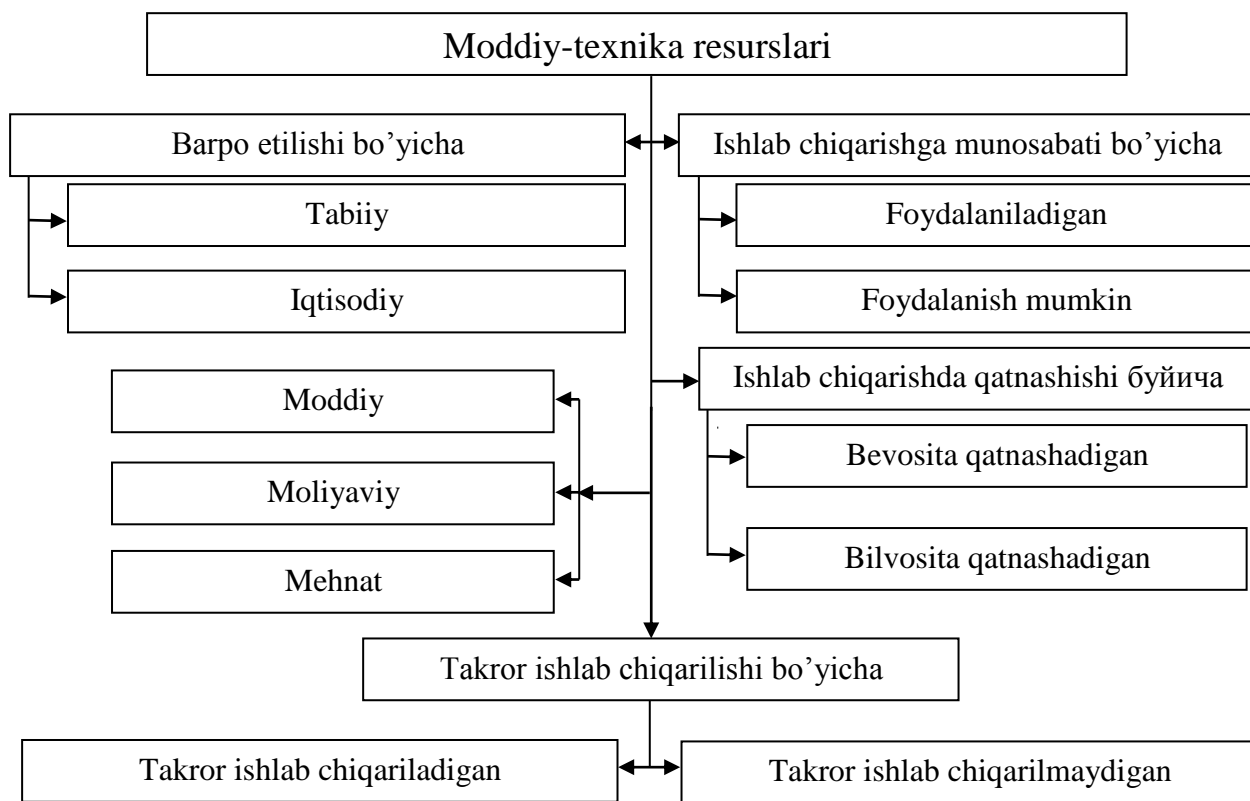 Moddiy-texnika resurslari
Barpo etilishi bo’yicha
Ishlab chiqarishga munosabati bo’yicha
Tabiiy
Foydalaniladigan
Iqtisodiy
Foydalanish mumkin
Ishlab chiqarishda qatnashishi буйича
Moddiy
Bevosita qatnashadigan
Moliyaviy
Bilvosita qatnashadigan
Mehnat
Takror ishlab chiqarilishi bo’yicha
Takror ishlab chiqariladigan
Takror ishlab chiqarilmaydigan